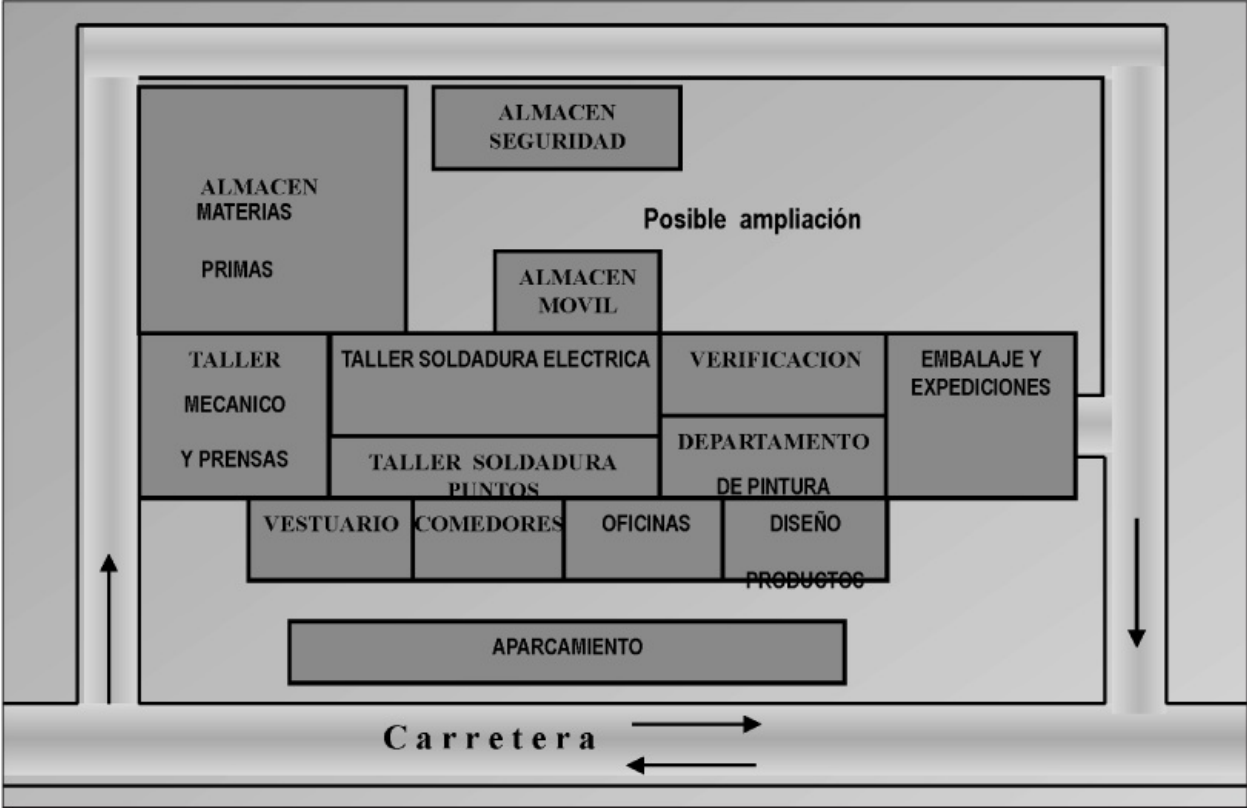 ALMACEN
SEGURIDAD
ALMACEN
MATERIAS
PRIMAS
Posible ampliación
ALMACEN
MOVIL
TALLER
MECANICO
Y PRENSAS
TALLER SOLDADURA ELECTRICA
VERIFICACION
EMBALAJE Y
EXPEDICIONES
TALLER SOLDADURA
PUNTOS
DEPARTAMENTO
DE PINTURA
VESTUARIO
COMEDORES
OFICINAS
DISEÑO
PRODUCTOS
APARCAMIENTO
Carretera